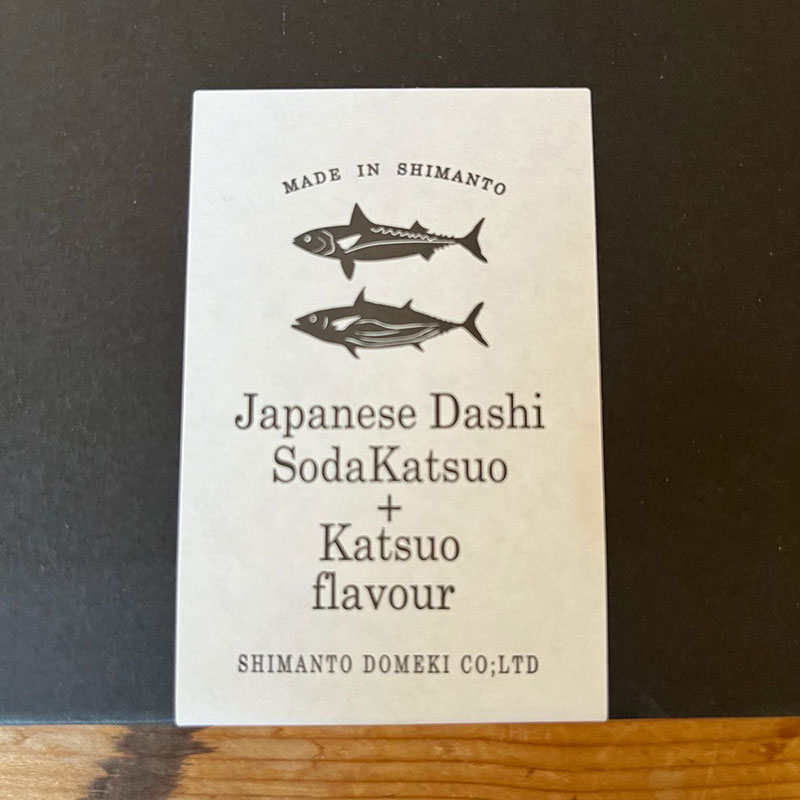 MADE IN SHIMANTO
Japanese Dashi
SodaKatsuo
+
Katsuo
flavour
SHIMANTO DOMEKI CO;LTD